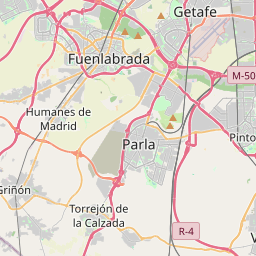 Getafe
Fuenlabrada
M-50
Humanes de
Madrid
Parla
Pinto
Griñón
Torrejón de
la Calzada
R-4
V